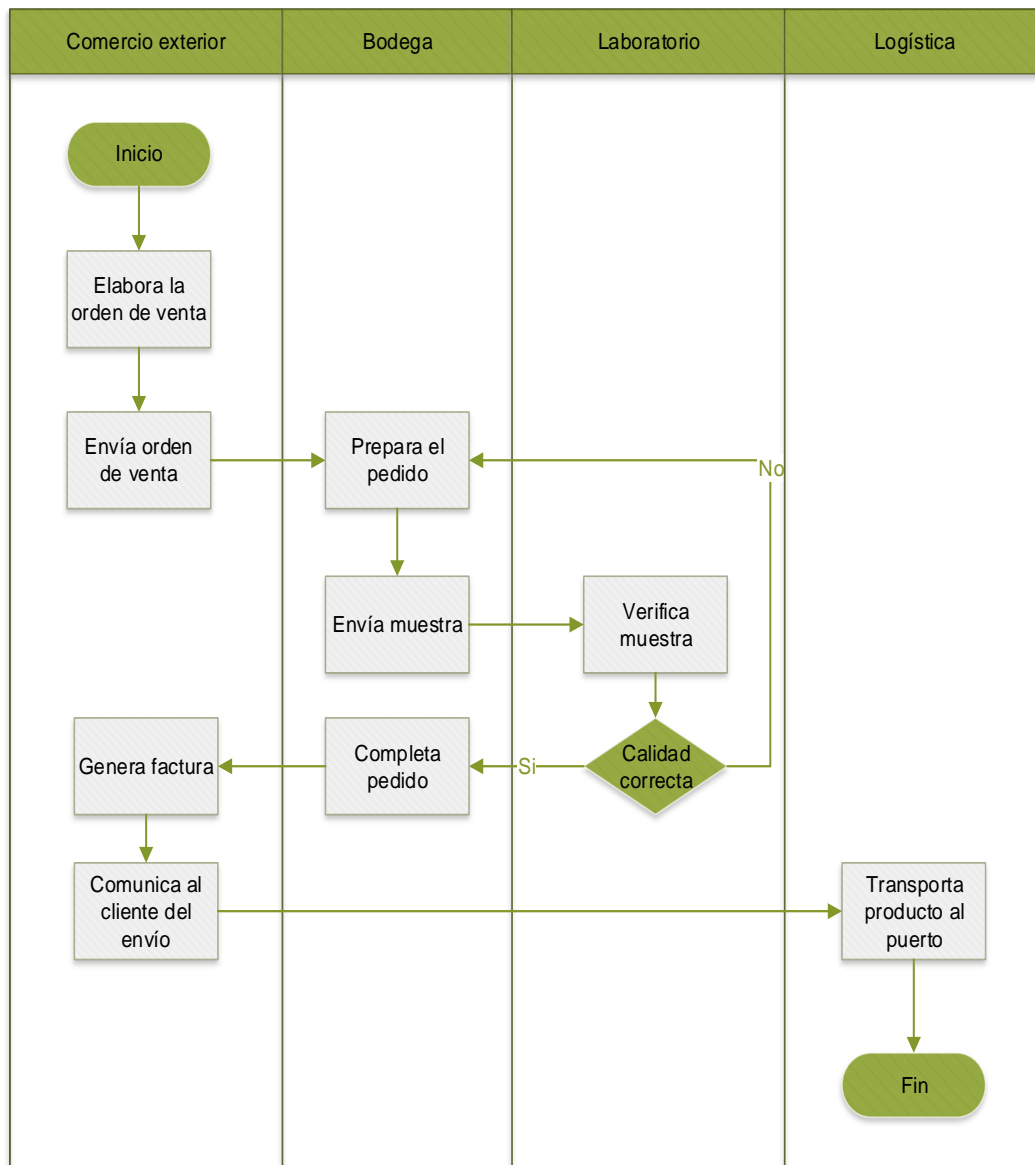 Comercio exterior
Bodega
Laboratorio
Logística
Inicio
Elabora la
orden de venta
Envía orden
de venta
Prepara el
pedido
No
Envía muestra
Verifica
muestra
Genera factura
Completa
pedido
Si
Calidad
correcta
Comunica al
cliente del
envío
Transporta
producto al
puerto
Fin